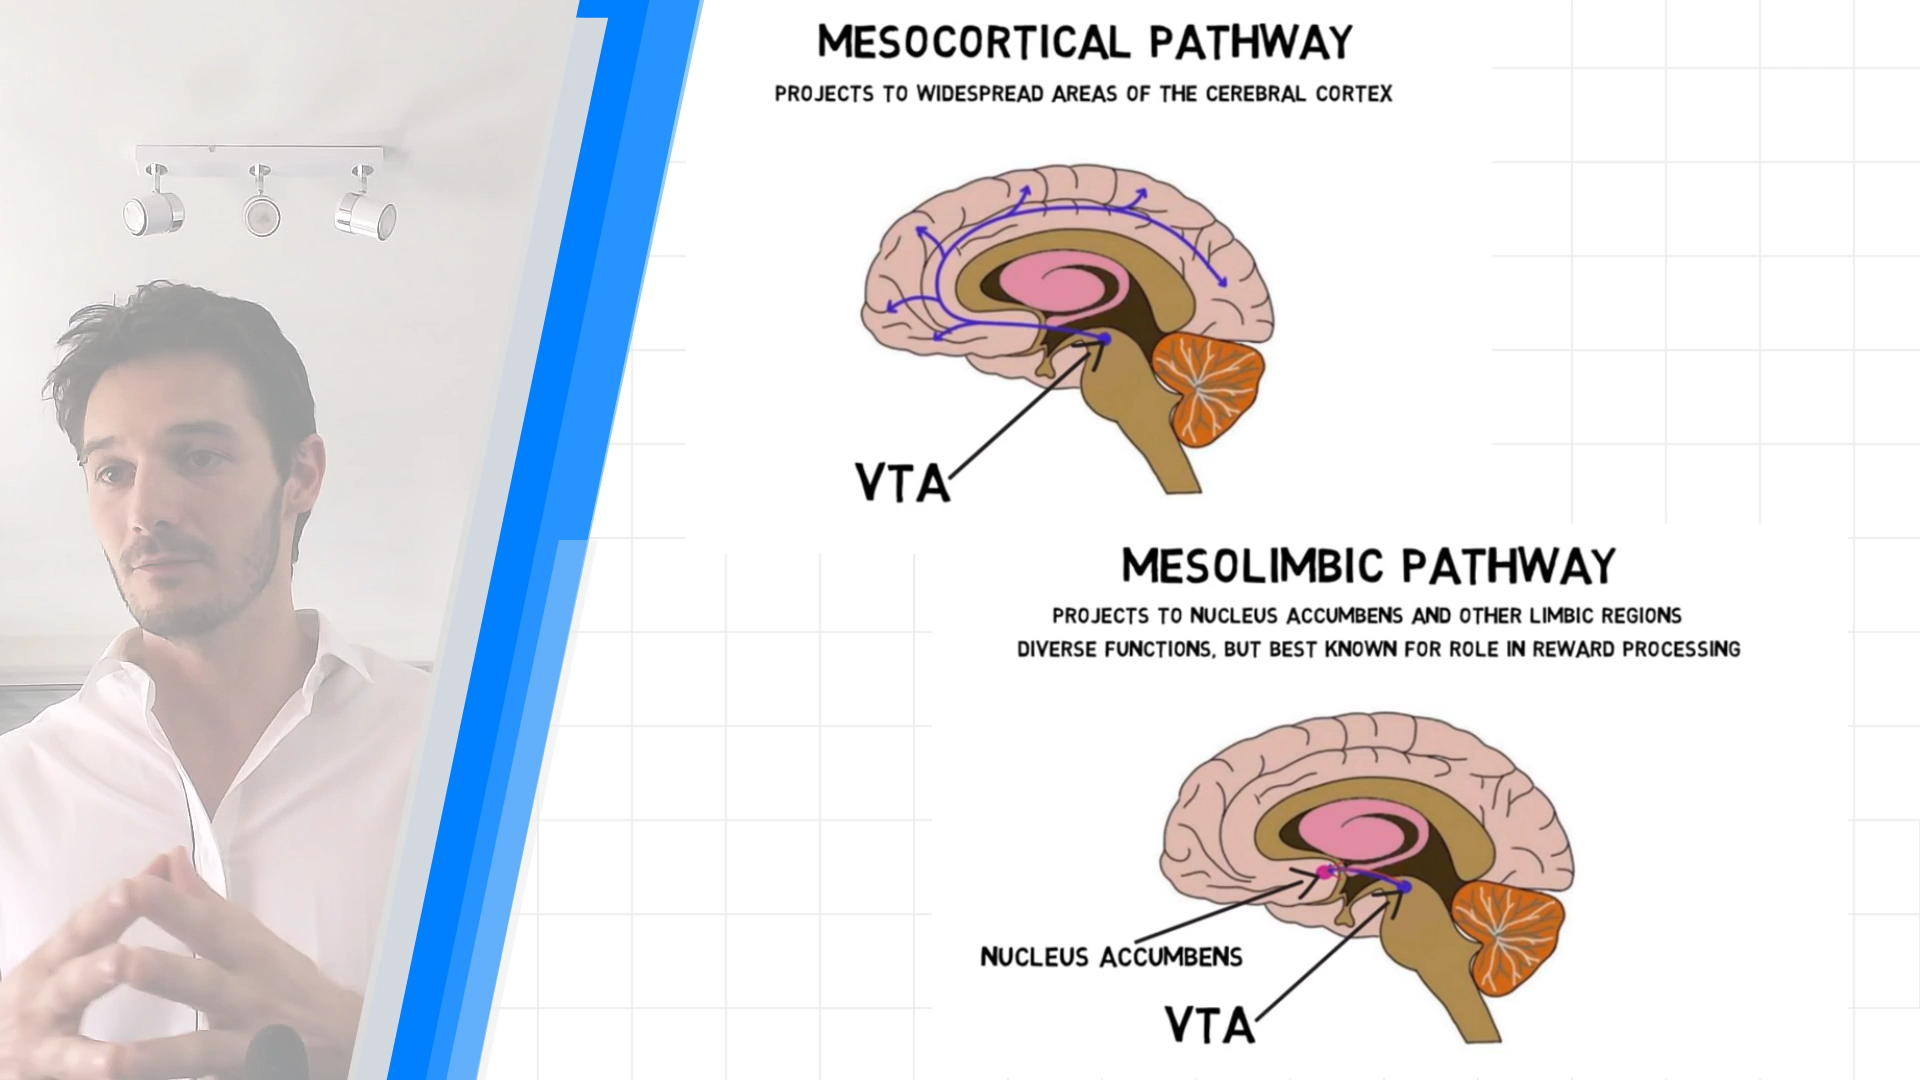 MESOCORTICAL PATHWAY
PROJECTS TO WIDESPREAD AREAS OF THE CEREBRAL CORTEX
VTA
MESOLIMBIC PATHWAY
PROJECTS TO NUCLEUS ACCUMBENS AND OTHER LIMBIC REGIONS
DIVERSE FUNCTIONS, BUT BEST KNOWN FOR ROLE IN REWARD PROCESSING
NUCLEUS ACCUMBENS
VTA